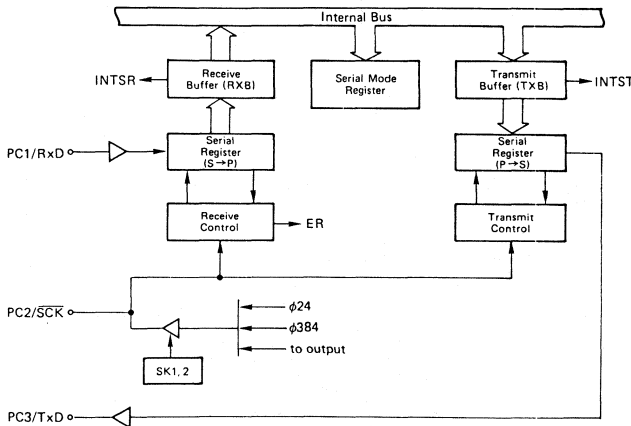 Internal Bus
INTSR
Receive
Buffer (RXB)
Serial Mode
Register
Transmit
Buffer (TXB)
INTST
PC1/RxD
Serial
Register
(S→P)
Serial
Register
(P→S)
Receive
Control
ER
Transmit
Control
PC2/S̅C̅K̅
ϕ24
ϕ384
to output
SK1, 2
PC3/TxD